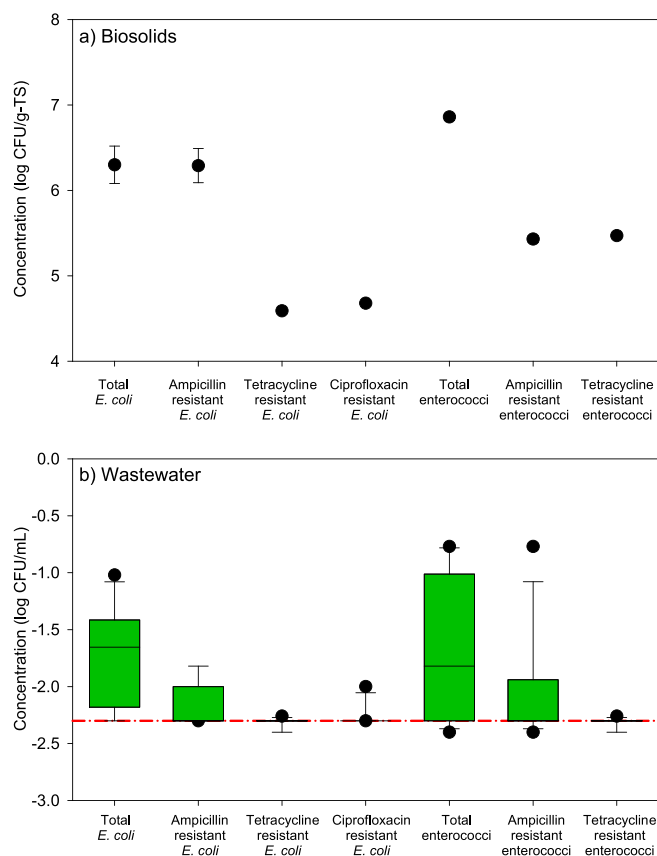 8
a) Biosolids
7
6
5
4
Concentration (log CFU/g-TS)
Total
E. coli
Ampicillin
resistant
E. coli
Tetracycline
resistant
E. coli
Ciprofloxacin
resistant
E. coli
Total
enterococci
Ampicillin
resistant
enterococci
Tetracycline
resistant
enterococci
0.0
b) Wastewater
-0.5
-1.0
-1.5
-2.0
-2.5
-3.0
Concentration (log CFU/mL)
Total
E. coli
Ampicillin
resistant
E. coli
Tetracycline
resistant
E. coli
Ciprofloxacin
resistant
E. coli
Total
enterococci
Ampicillin
resistant
enterococci
Tetracycline
resistant
enterococci